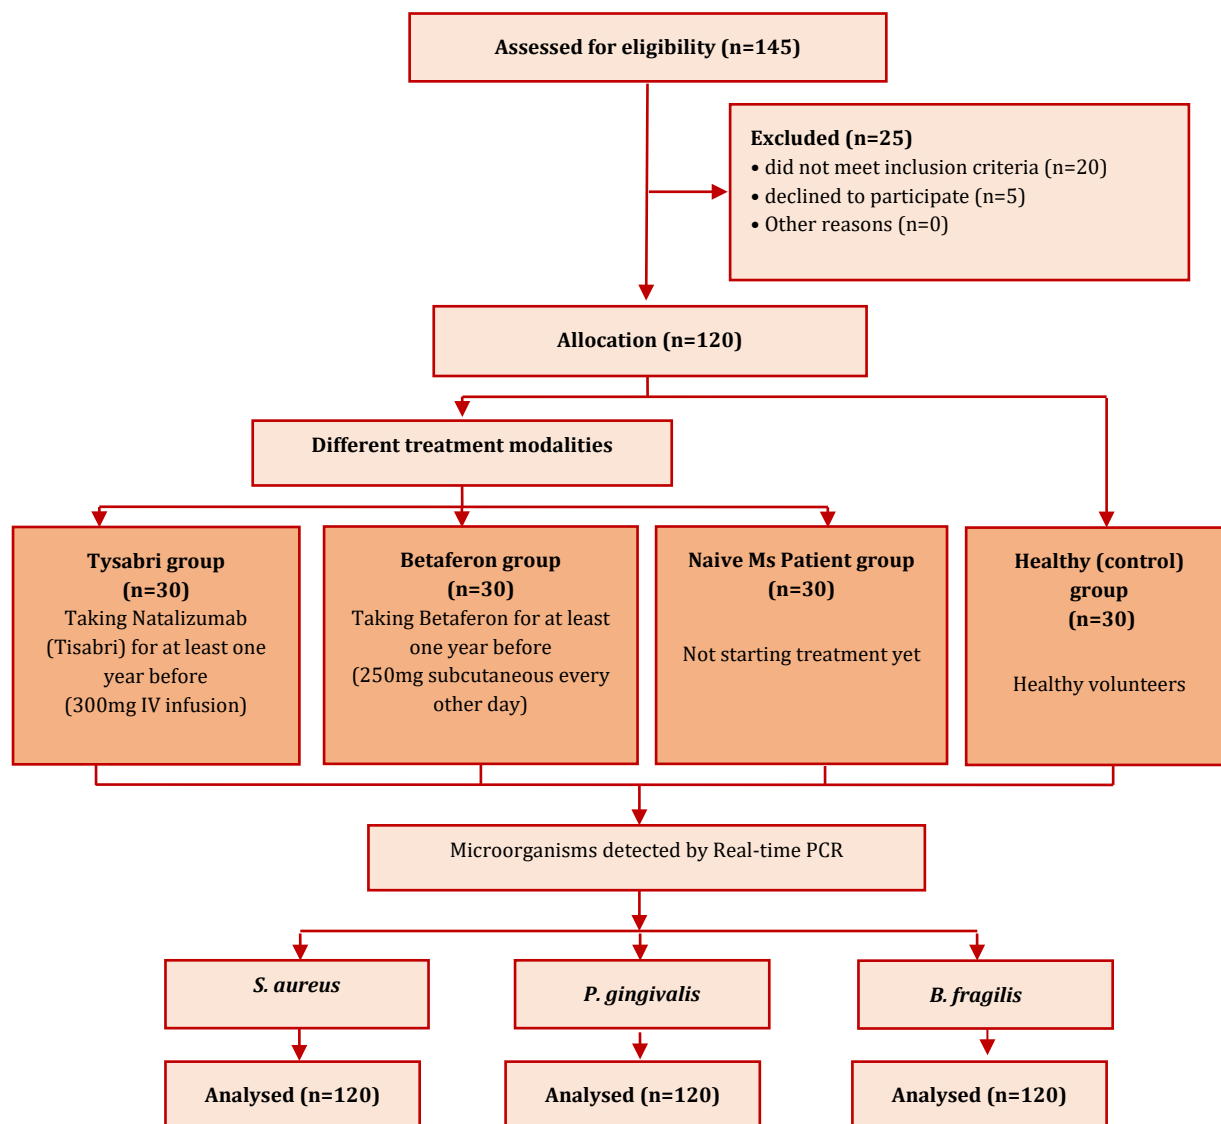 Assessed for eligibility (n=145)
Excluded (n=25)
• did not meet inclusion criteria (n=20)
• declined to participate (n=5)
• Other reasons (n=0)
Allocation (n=120)
Different treatment modalities
Tysabri group
(n=30)
Taking Natalizumab
(Tisabri) for at least one
year before
(300mg IV infusion)
Betaferon group
(n=30)
Taking Betaferon for at least
one year before
(250mg subcutaneous every
other day)
Naive Ms Patient group
(n=30)
Not starting treatment yet
Healthy (control)
group
(n=30)
Healthy volunteers
Microorganisms detected by Real-time PCR
S. aureus
P. gingivalis
B. fragilis
Analysed (n=120)
Analysed (n=120)
Analysed (n=120)